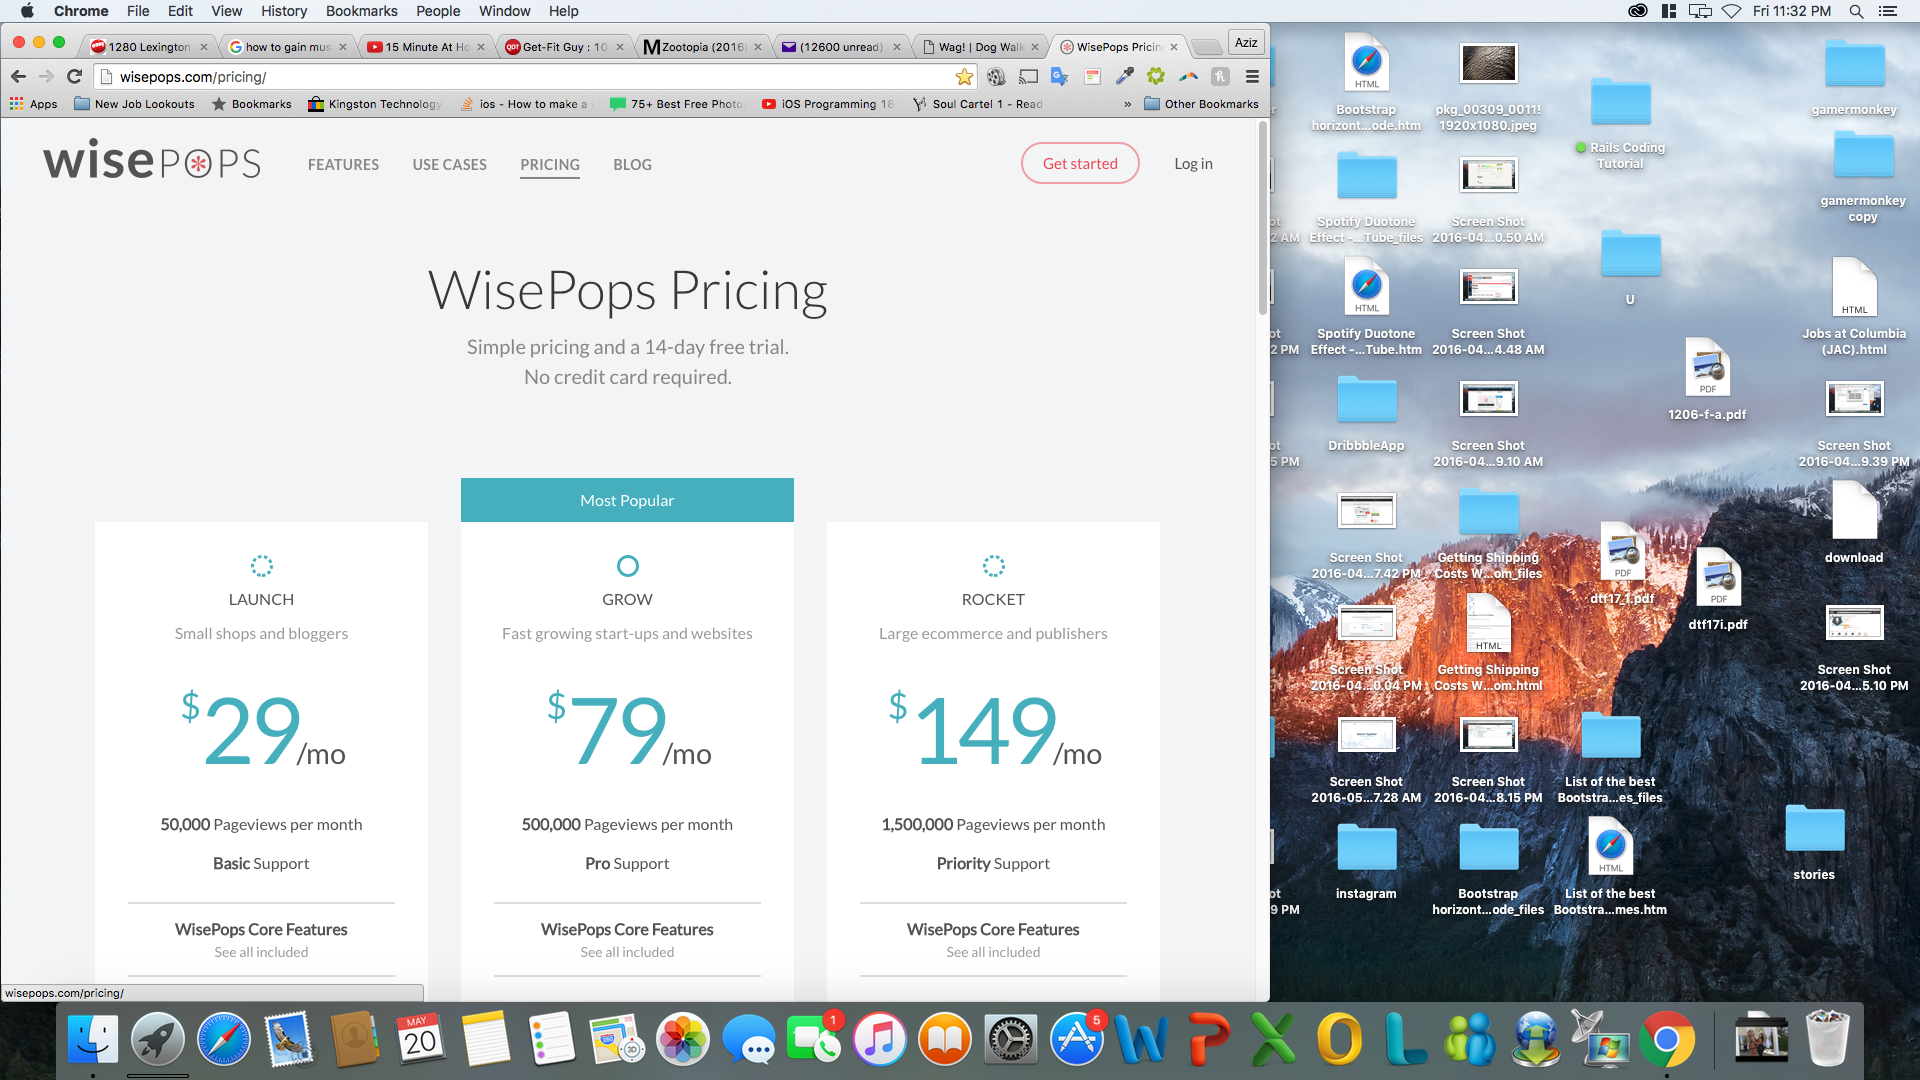 Chrome File Edit View History Bookmarks People Window Help
Fri 11:32 PM
1280 Lexington
how to gain mus
15 Minute At Ho
Get-Fit Guy : 10
Zootopia (2016)
(12600 unread)
Wag! | Dog Walk
WisePops Pricin
Aziz
wisepops.com/pricing/
Apps
New Job Lookouts
Bookmarks
Kingston Technology
ios - How to make a
75+ Best Free Photo
iOS Programming 18
Soul Cartel 1 - Read
»
Other Bookmarks
wisePOPS
FEATURES
USE CASES
PRICING
BLOG
Get started
Log in
WisePops Pricing
Simple pricing and a 14-day free trial.
No credit card required.
Most Popular
LAUNCH
Small shops and bloggers
$29/mo
50,000 Pageviews per month
Basic Support
WisePops Core Features
See all included
GROW
Fast growing start-ups and websites
$79/mo
500,000 Pageviews per month
Pro Support
WisePops Core Features
See all included
ROCKET
Large ecommerce and publishers
$149/mo
1,500,000 Pageviews per month
Priority Support
WisePops Core Features
See all included
wisepops.com/pricing/
2 AM
2 PM
5 PM
9 PM
HTML
Bootstrap
horizont...ode.htm
Spotify Duotone
Effect -...Tube_files
HTML
Spotify Duotone
Effect -...Tube.htm
DribbbleApp
Screen Shot
2016-04...7.42 PM
Screen Shot
2016-04...0.04 PM
Screen Shot
2016-05...7.28 AM
instagram
pkg_00309_0011!
1920x1080.jpeg
Screen Shot
2016-04...0.50 AM
Screen Shot
2016-04...4.48 AM
Screen Shot
2016-04...9.10 AM
Getting Shipping
Costs W...om_files
HTML
Getting Shipping
Costs W...om.html
Screen Shot
2016-04...8.15 PM
Bootstrap
horizont...ode_files
Rails Coding
Tutorial
U
PDF
1206-f-a.pdf
PDF
dtf17_1.pdf
PDF
dtf17i.pdf
List of the best
Bootstra...es_files
HTML
List of the best
Bootstra...mes.htm
gamermonkey
gamermonkey
copy
HTML
Jobs at Columbia
(JAC).html
Screen Shot
2016-04...9.39 PM
download
Screen Shot
2016-04...5.10 PM
stories
MAY
20
3D
1
5